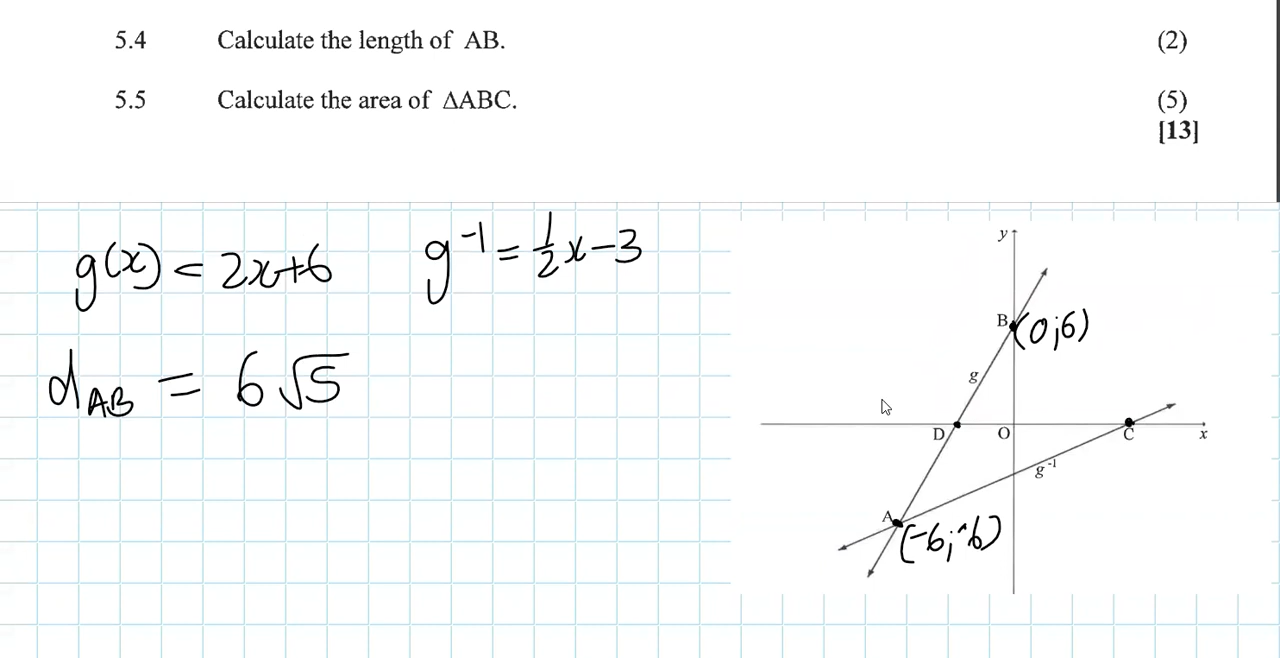 5.4 Calculate the length of AB. (2)
5.5 Calculate the area of ΔABC. (5)
[13]
g(x) = 2x+6 g⁻¹ = ½x−3
d_AB = 6√5
y
B (0;6)
g
D O C x
g⁻¹
A (-6;-6)